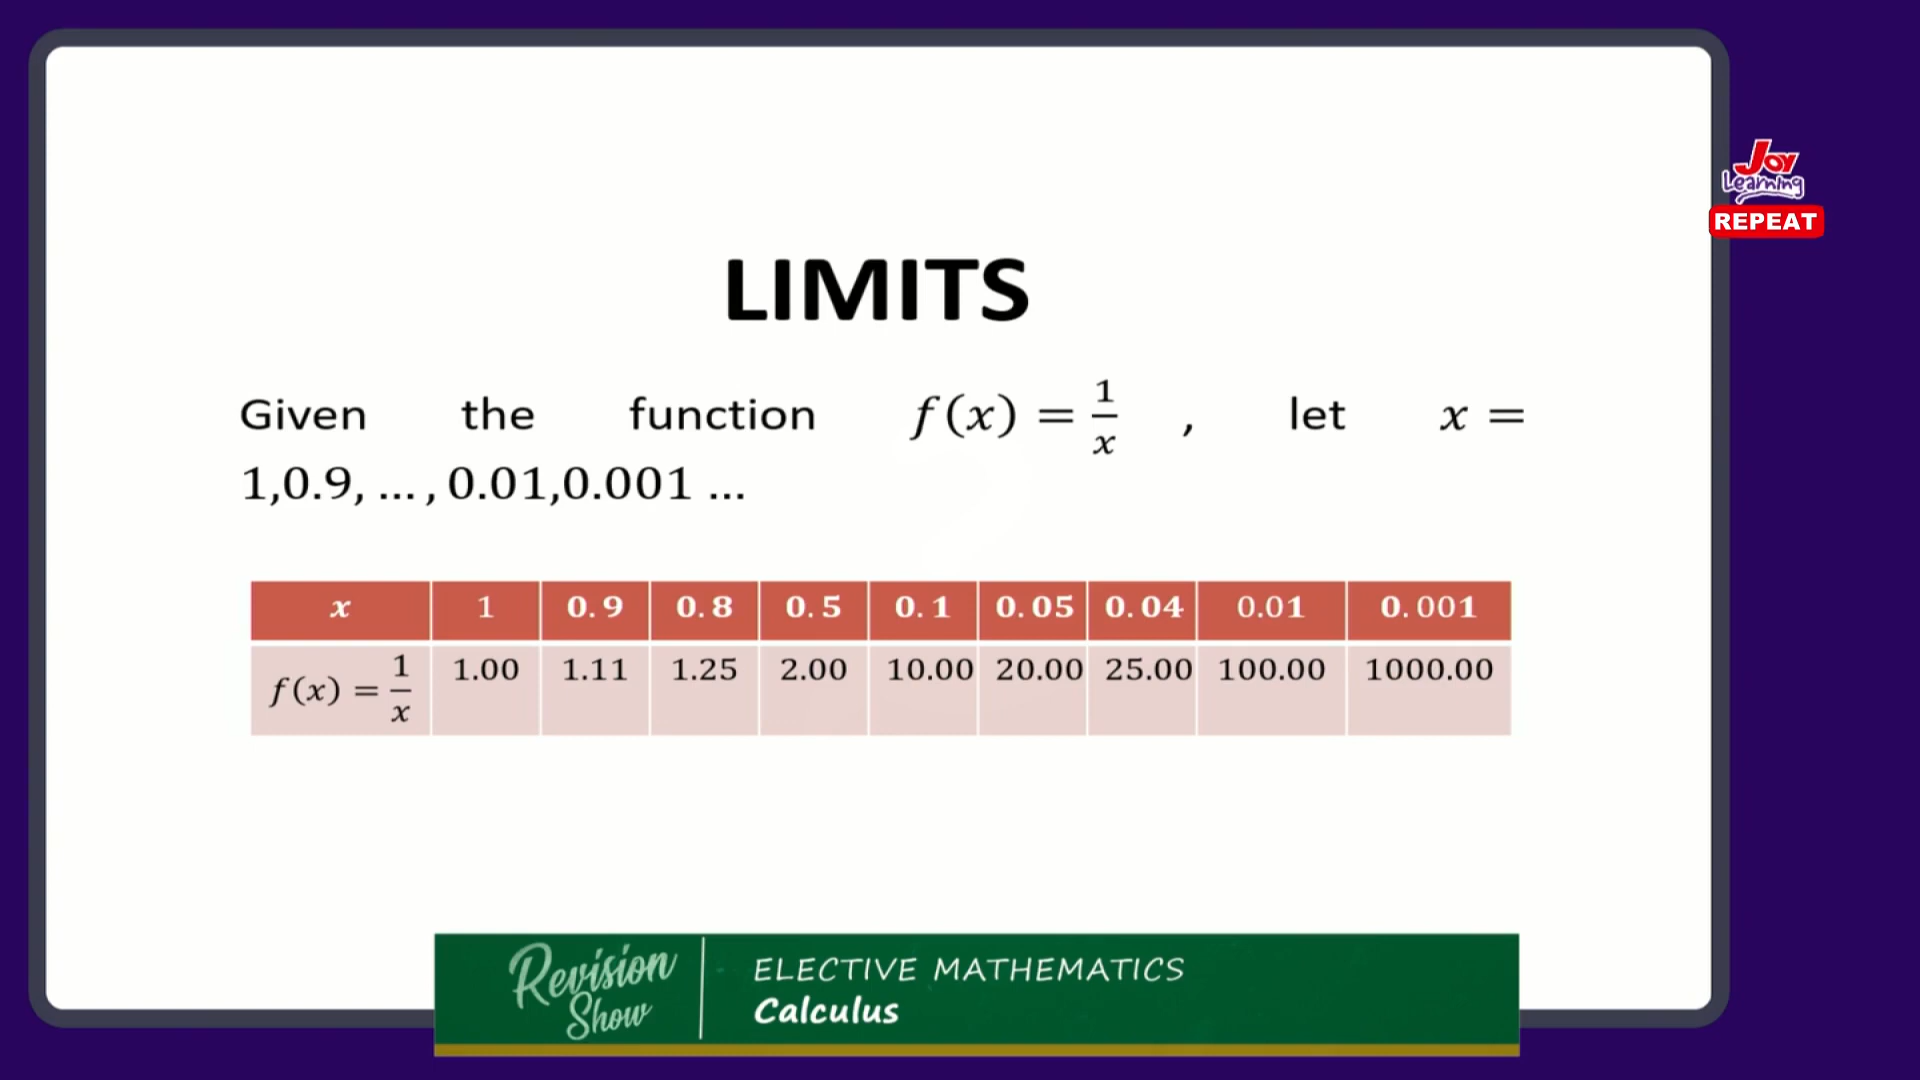 Joy
Learning
REPEAT
LIMITS
Given the function f(x) = 1/x , let x =
1,0.9, ... , 0.01,0.001 ...
x 1 0.9 0.8 0.5 0.1 0.05 0.04 0.01 0.001
f(x) = 1/x 1.00 1.11 1.25 2.00 10.00 20.00 25.00 100.00 1000.00
Revision
Show
ELECTIVE MATHEMATICS
Calculus